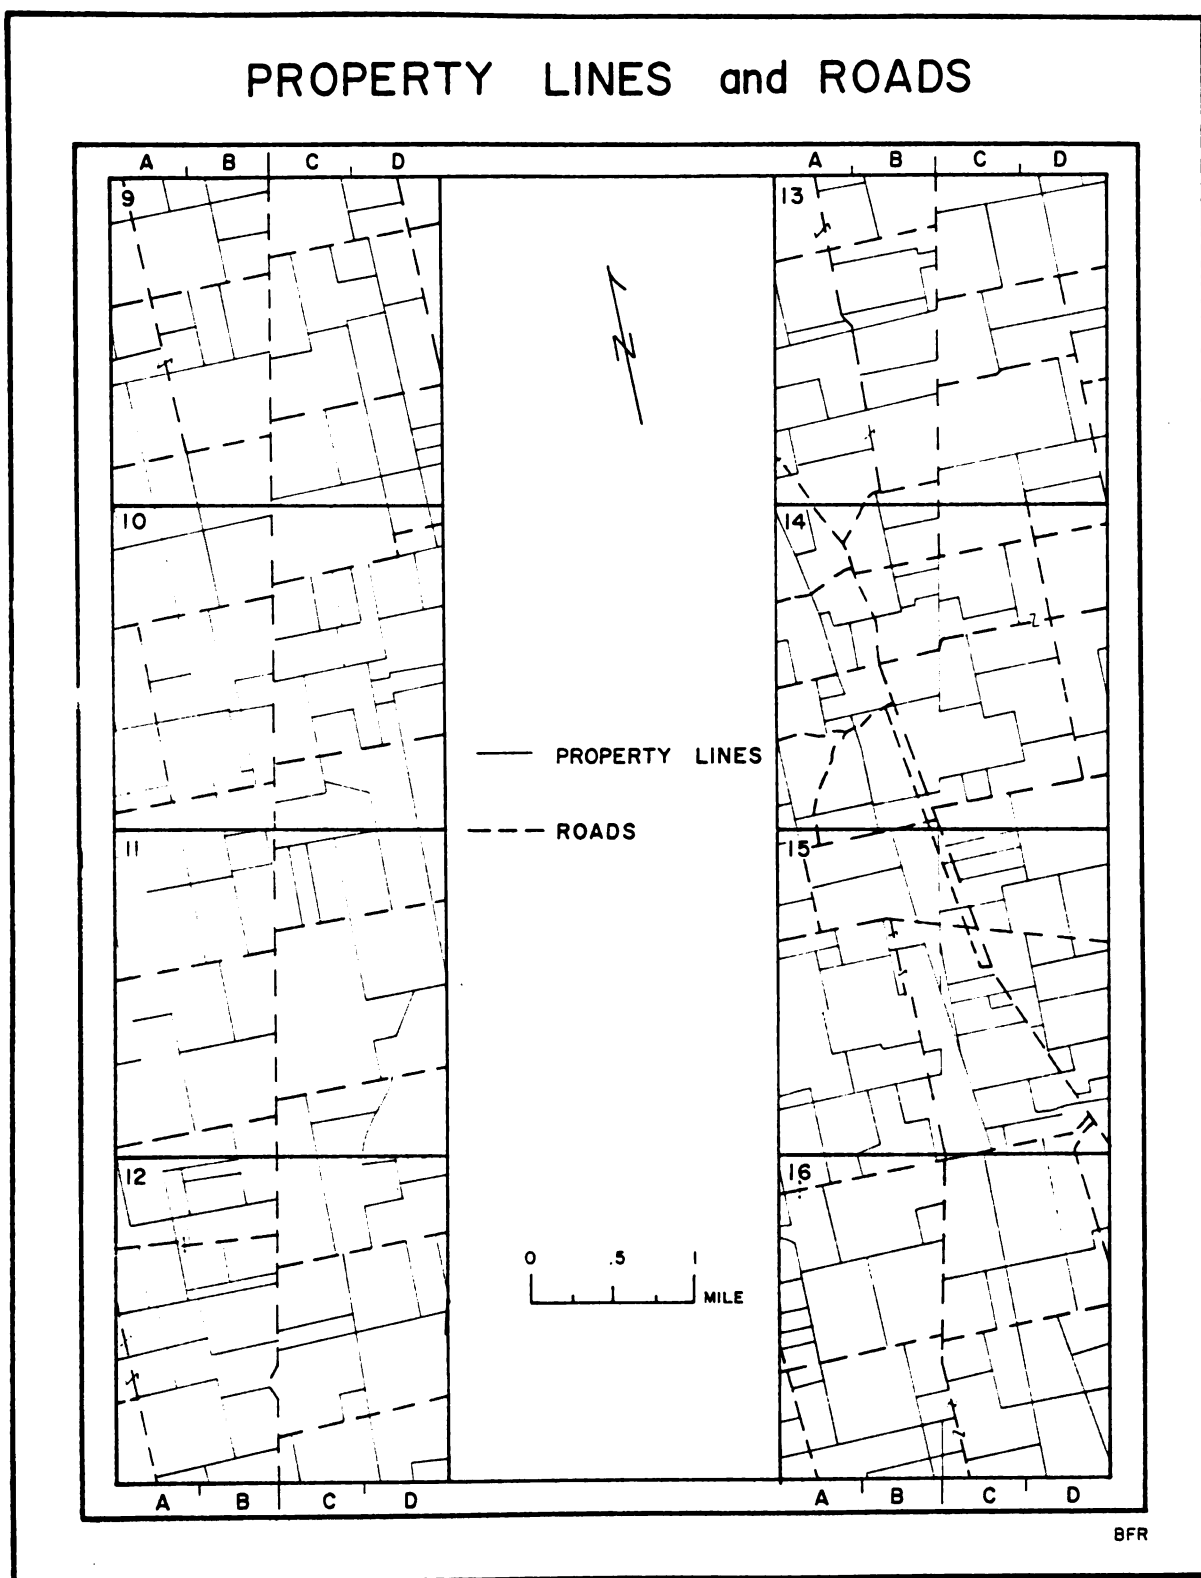 PROPERTY LINES and ROADS
A B C D
A B C D
9
13
N
10
14
PROPERTY LINES
ROADS
11
15
12
16
0 .5 1
MILE
A B C D
A B C D
BFR